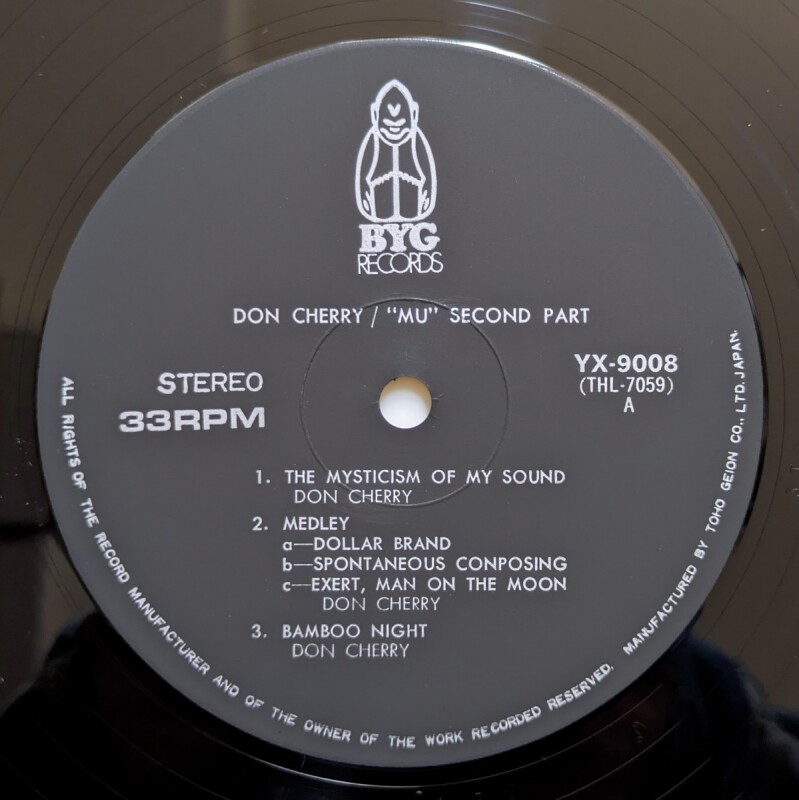 BYG
RECORDS
DON CHERRY / “MU” SECOND PART
STEREO
33RPM
YX-9008
(THL-7059)
A
1. THE MYSTICISM OF MY SOUND
DON CHERRY
2. MEDLEY
a—DOLLAR BRAND
b—SPONTANEOUS CONPOSING
c—EXERT, MAN ON THE MOON
DON CHERRY
3. BAMBOO NIGHT
DON CHERRY
ALL RIGHTS OF THE RECORD MANUFACTURER AND OF THE OWNER OF THE WORK RECORDED RESERVED. MANUFACTURED BY TOHO GEION CO., LTD. JAPAN.